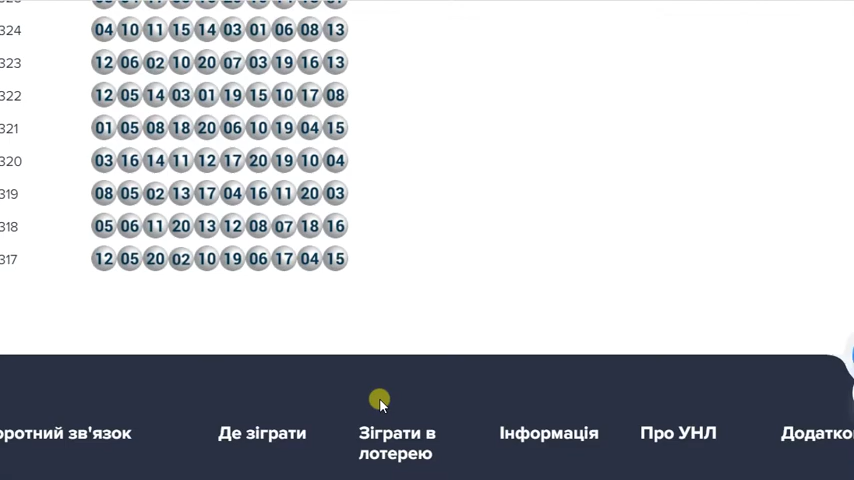 324 04 10 11 15 14 03 01 06 08 13
323 12 06 02 10 20 07 03 19 16 13
322 12 05 14 03 01 19 15 10 17 08
321 01 05 08 18 20 06 10 19 04 15
320 03 16 14 11 12 17 20 19 10 04
319 08 05 02 13 17 04 16 11 20 03
318 05 06 11 20 13 12 08 07 18 16
317 12 05 20 02 10 19 06 17 04 15
оротний зв'язок
Де зіграти
Зіграти в
лотерею
Інформація
Про УНЛ
Додатко